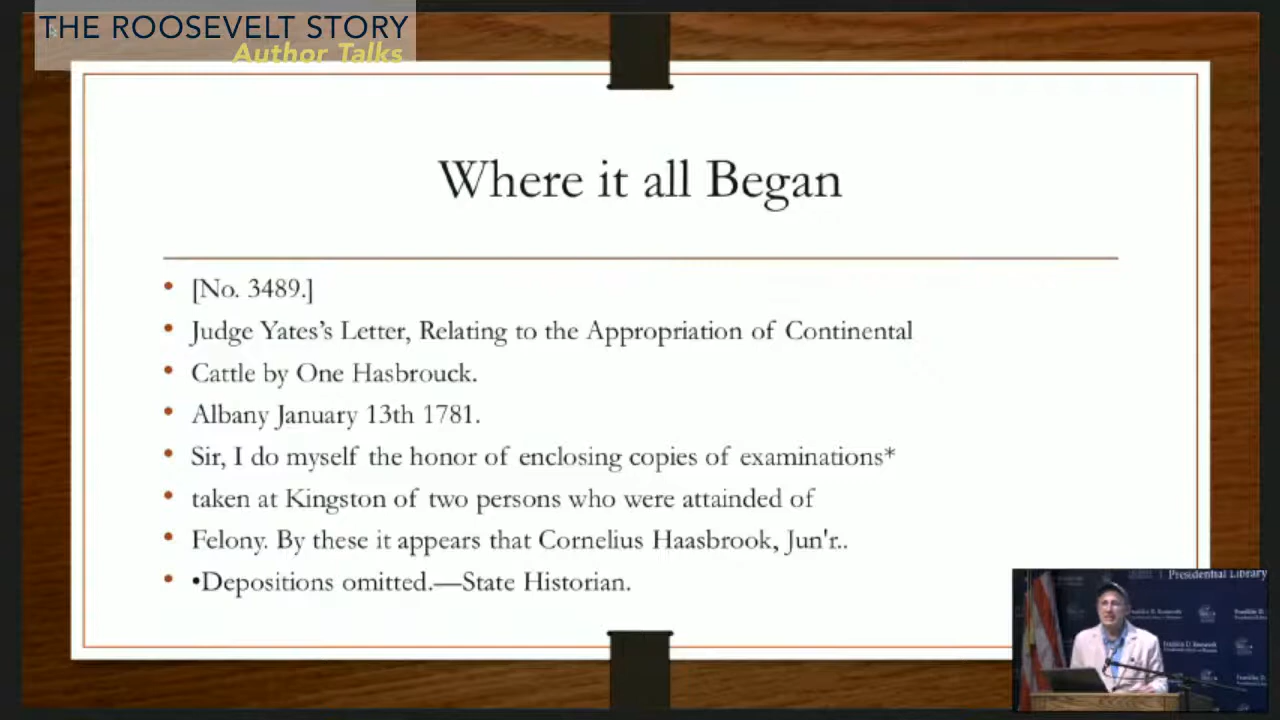 THE ROOSEVELT STORY
Author Talks
Where it all Began
• [No. 3489.]
• Judge Yates's Letter, Relating to the Appropriation of Continental
• Cattle by One Hasbrouck.
• Albany January 13th 1781.
• Sir, I do myself the honor of enclosing copies of examinations*
• taken at Kingston of two persons who were attainded of
• Felony. By these it appears that Cornelius Haasbrook, Jun'r..
• •Depositions omitted.—State Historian.
Presidential Library